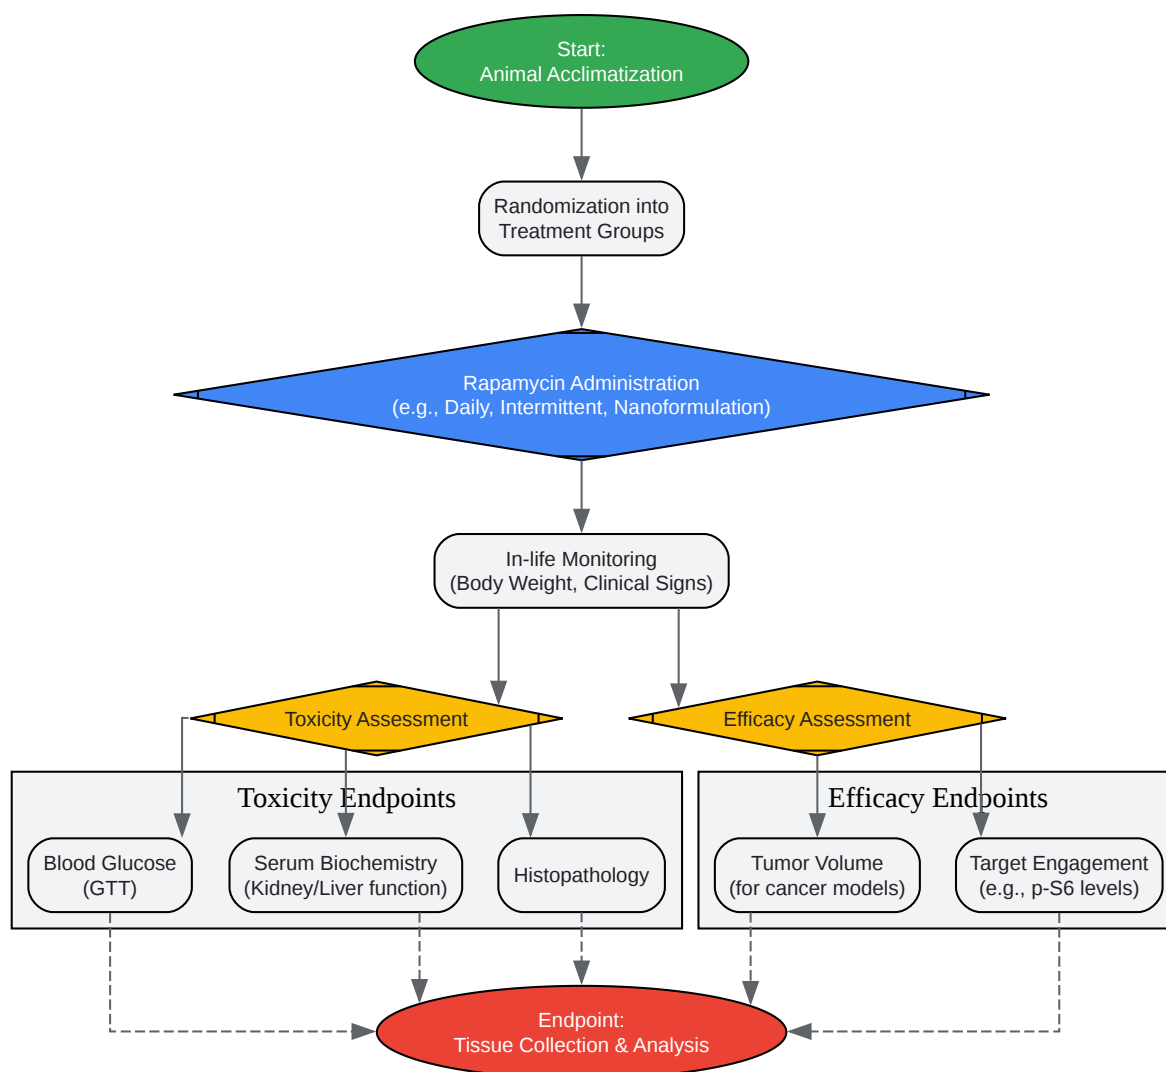 Start:
Animal Acclimatization
Randomization into
Treatment Groups
Rapamycin Administration
(e.g., Daily, Intermittent, Nanoformulation)
In-life Monitoring
(Body Weight, Clinical Signs)
Toxicity Assessment
Efficacy Assessment
Toxicity Endpoints
Efficacy Endpoints
Blood Glucose
(GTT)
Serum Biochemistry
(Kidney/Liver function)
Histopathology
Tumor Volume
(for cancer models)
Target Engagement
(e.g., p-S6 levels)
Endpoint:
Tissue Collection & Analysis